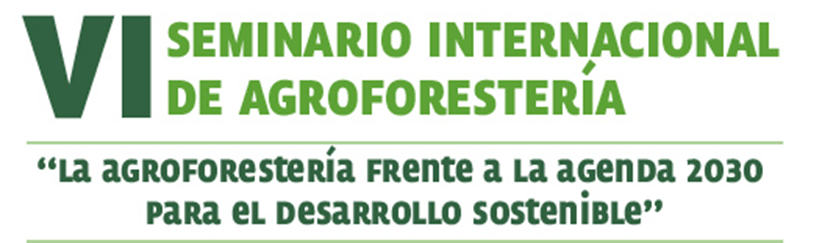 VI SEMINARIO INTERNACIONAL
DE AGROFORESTERÍA
“La agroforestería frente a la agenda 2030
para el desarrollo sostenible”